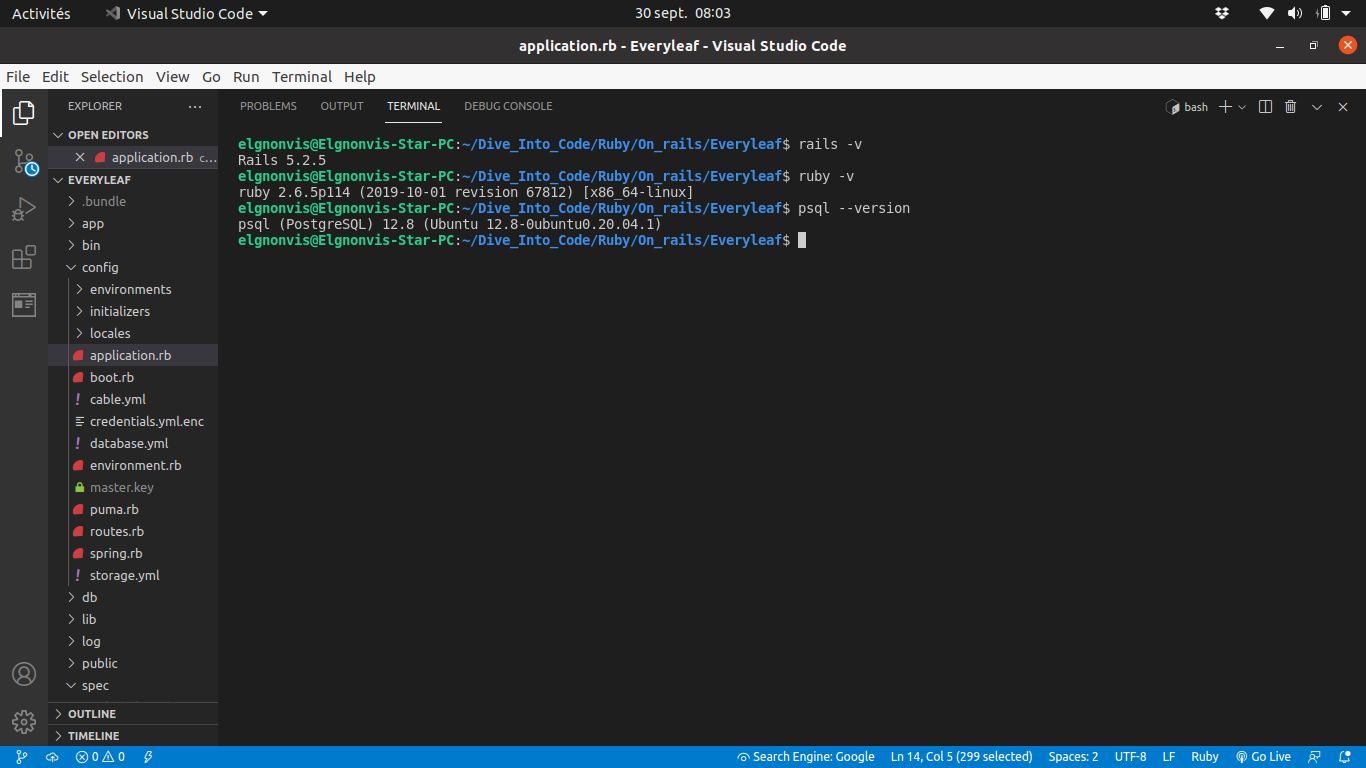 Activités
Visual Studio Code
30 sept. 08:03
application.rb - Everyleaf - Visual Studio Code
File Edit Selection View Go Run Terminal Help
EXPLORER
OPEN EDITORS
application.rb c...
EVERYLEAF
.bundle
app
bin
config
environments
initializers
locales
application.rb
boot.rb
cable.yml
credentials.yml.enc
database.yml
environment.rb
master.key
puma.rb
routes.rb
spring.rb
storage.yml
db
lib
log
public
spec
OUTLINE
TIMELINE
PROBLEMS OUTPUT TERMINAL DEBUG CONSOLE
bash
elgnonvis@Elgnonvis-Star-PC:~/Dive_Into_Code/Ruby/On_rails/Everyleaf$ rails -v
Rails 5.2.5
elgnonvis@Elgnonvis-Star-PC:~/Dive_Into_Code/Ruby/On_rails/Everyleaf$ ruby -v
ruby 2.6.5p114 (2019-10-01 revision 67812) [x86_64-linux]
elgnonvis@Elgnonvis-Star-PC:~/Dive_Into_Code/Ruby/On_rails/Everyleaf$ psql --version
psql (PostgreSQL) 12.8 (Ubuntu 12.8-0ubuntu0.20.04.1)
elgnonvis@Elgnonvis-Star-PC:~/Dive_Into_Code/Ruby/On_rails/Everyleaf$
0 0
Search Engine: Google Ln 14, Col 5 (299 selected) Spaces: 2 UTF-8 LF Ruby Go Live